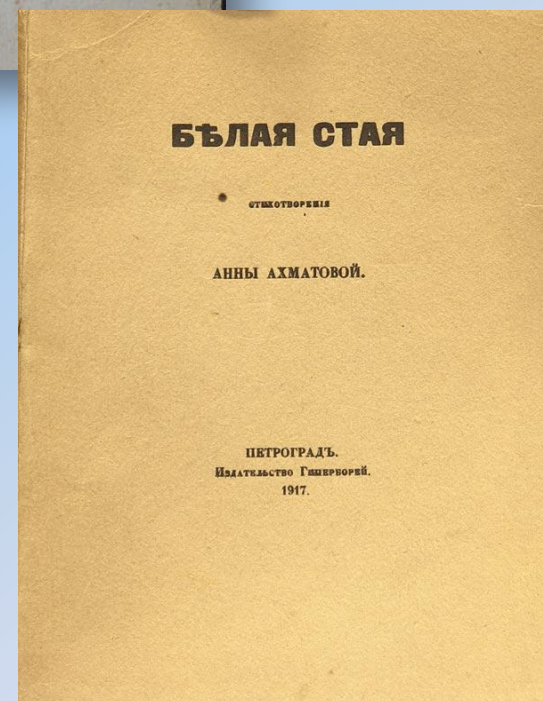 БѢЛАЯ СТАЯ
СТИХОТВОРЕНІЯ
АННЫ АХМАТОВОЙ.
ПЕТРОГРАДЪ.
Издательство Гиперборей.
1917.